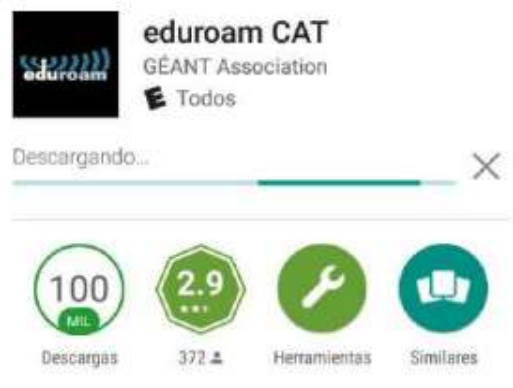 eduroam
eduroam CAT
GÉANT Association
E Todos
Descargando...
100
MIL
2.9
Descargas
372
Herramientas
Similares